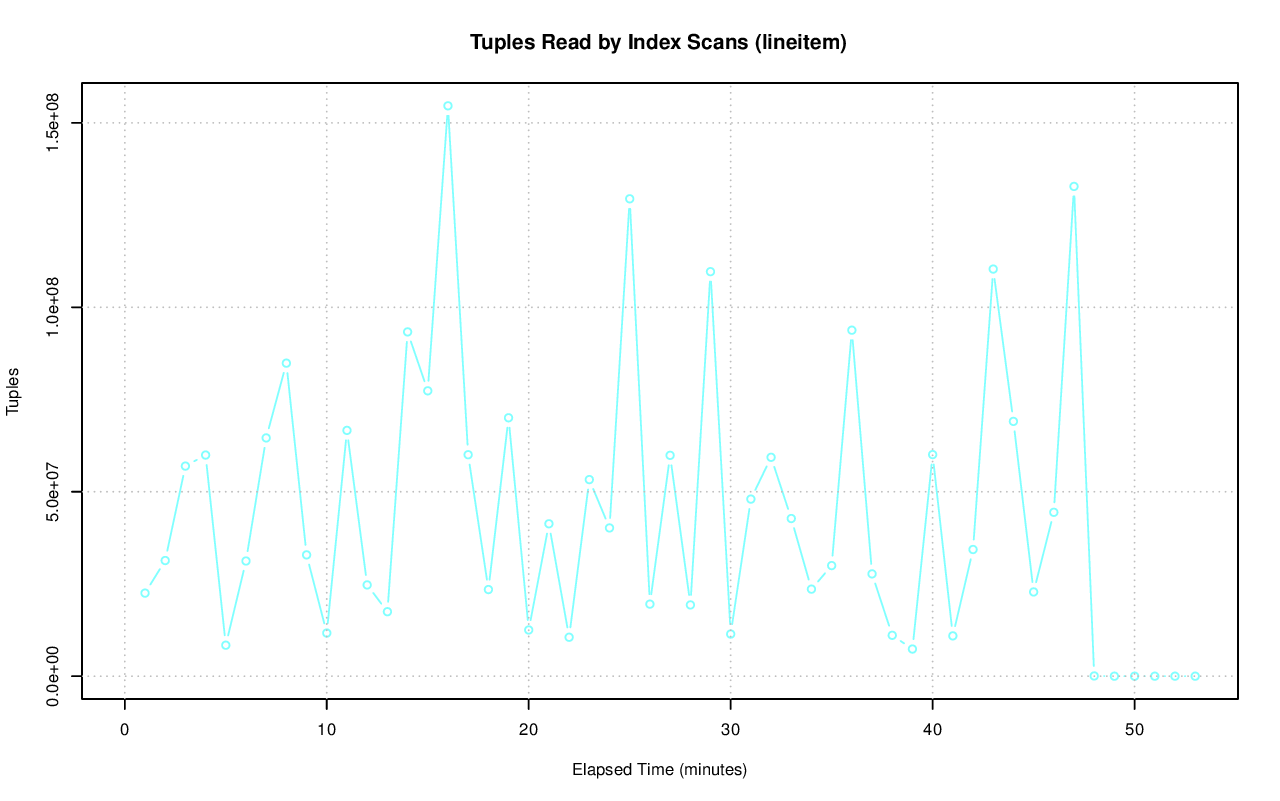 Tuples Read by Index Scans (lineitem)
1.5e+08
1.0e+08
5.0e+07
0.0e+00
Tuples
0 10 20 30 40 50
Elapsed Time (minutes)